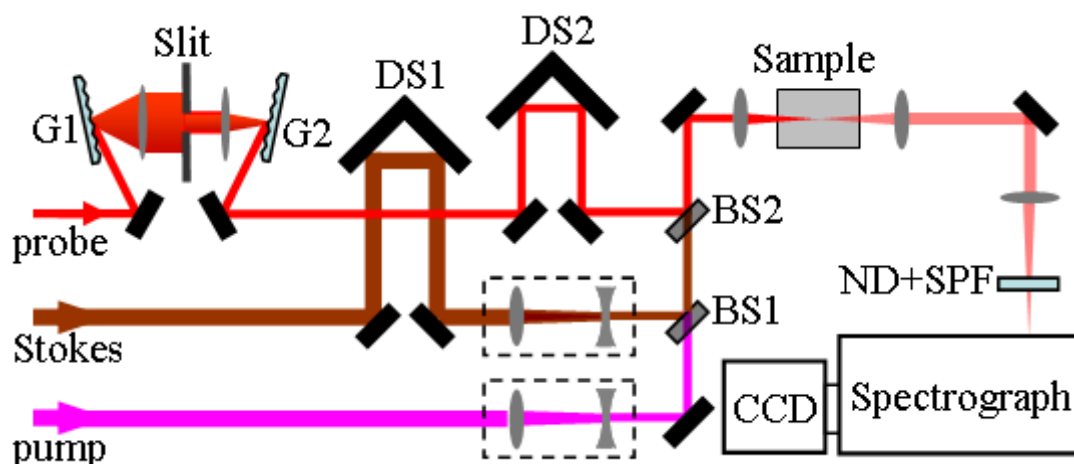 Slit
DS1
DS2
Sample
G1
G2
probe
BS2
ND+SPF
Stokes
BS1
CCD
Spectrograph
pump